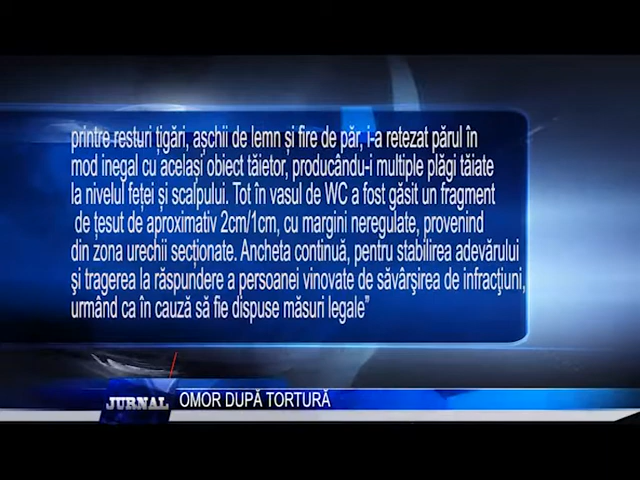 printre resturi țigări, așchii de lemn și fire de păr, i-a retezat părul în
mod inegal cu același obiect tăietor, producându-i multiple plăgi tăiate
la nivelul feței și scalpului. Tot în vasul de WC a fost găsit un fragment
de țesut de aproximativ 2cm/1cm, cu margini neregulate, provenind
din zona urechii secționate. Ancheta continuă, pentru stabilirea adevărului
şi tragerea la răspundere a persoanei vinovate de săvârşirea de infracţiuni,
urmând ca în cauză să fie dispuse măsuri legale”
JURNAL
OMOR DUPĂ TORTURĂ